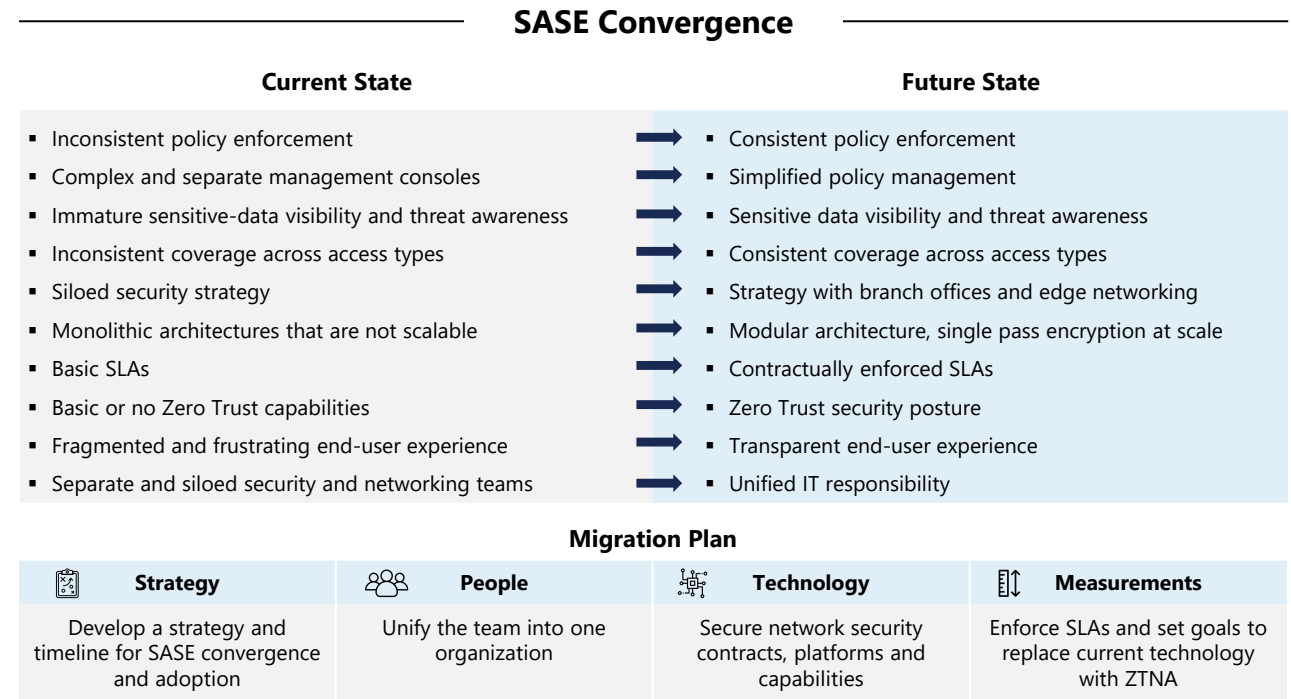 SASE Convergence
Current State
Future State
▪ Inconsistent policy enforcement
▪ Consistent policy enforcement
▪ Complex and separate management consoles
▪ Simplified policy management
▪ Immature sensitive-data visibility and threat awareness
▪ Sensitive data visibility and threat awareness
▪ Inconsistent coverage across access types
▪ Consistent coverage across access types
▪ Siloed security strategy
▪ Strategy with branch offices and edge networking
▪ Monolithic architectures that are not scalable
▪ Modular architecture, single pass encryption at scale
▪ Basic SLAs
▪ Contractually enforced SLAs
▪ Basic or no Zero Trust capabilities
▪ Zero Trust security posture
▪ Fragmented and frustrating end-user experience
▪ Transparent end-user experience
▪ Separate and siloed security and networking teams
▪ Unified IT responsibility
Migration Plan
Strategy
Develop a strategy and
timeline for SASE convergence
and adoption
People
Unify the team into one
organization
Technology
Secure network security
contracts, platforms and
capabilities
Measurements
Enforce SLAs and set goals to
replace current technology
with ZTNA